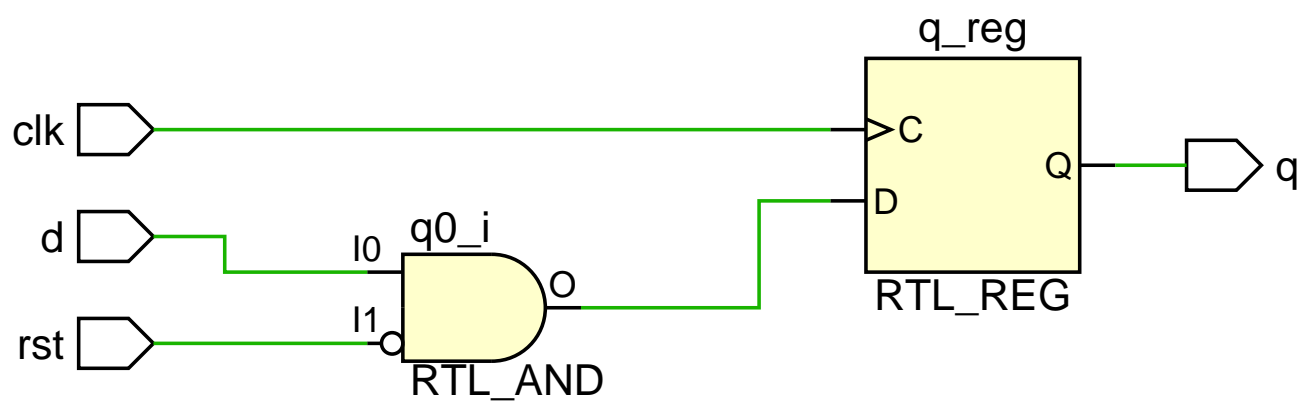 q_reg
clk
C
Q
q
D
d
I0
q0_i
O
RTL_REG
I1
rst
RTL_AND